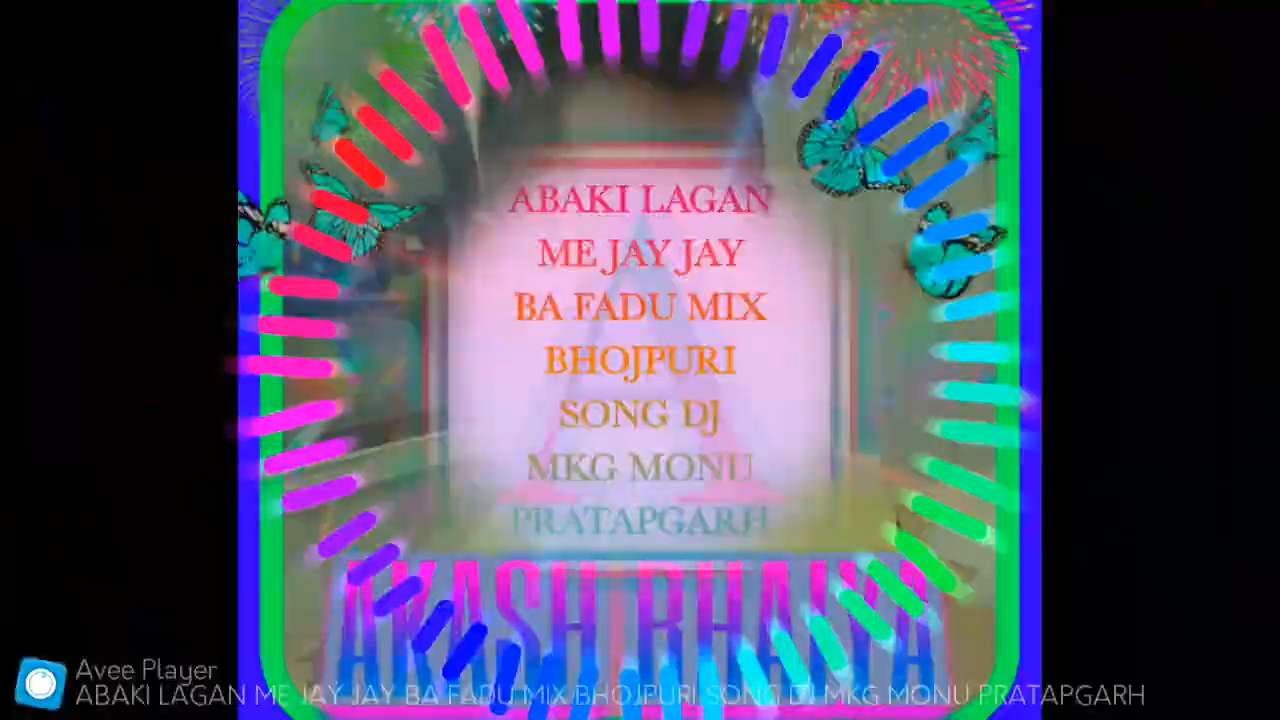 ABAKI LAGAN
ME JAY JAY
BA FADU MIX
BHOJPURI
SONG DJ
MKG MONU
PRATAPGARH
AKASH BHAIYA
Avee Player
ABAKI LAGAN ME JAY JAY BA FADU MIX BHOJPURI SONG DJ MKG MONU PRATAPGARH